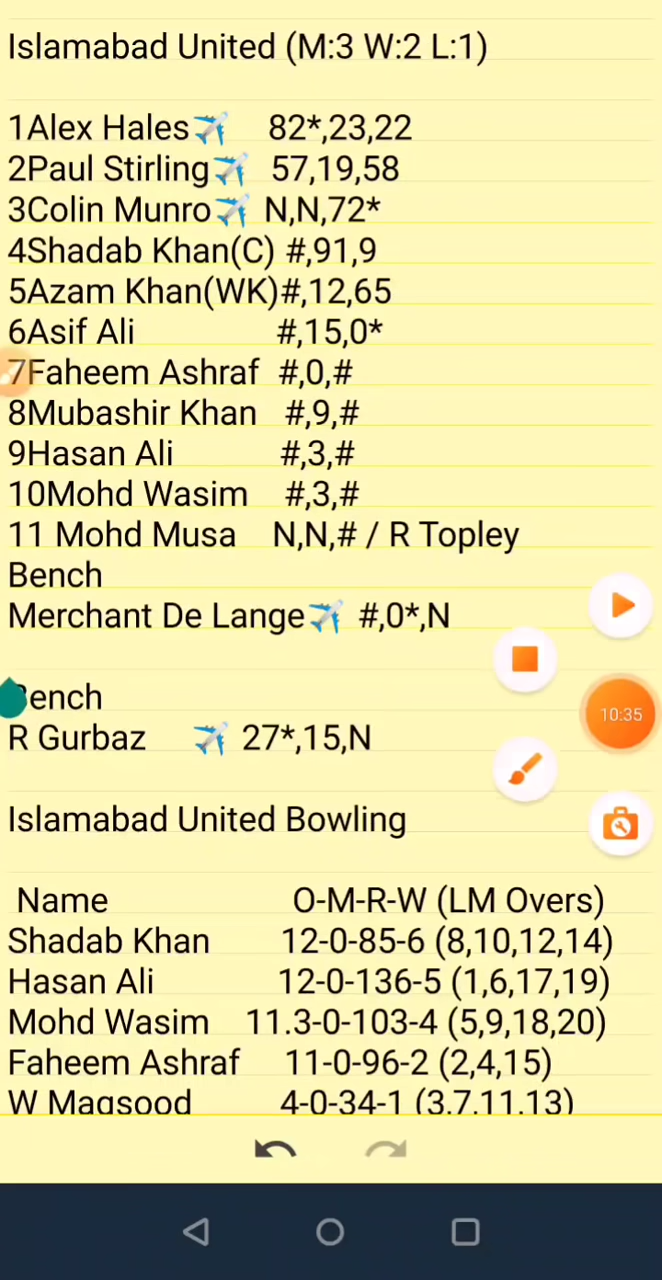 Islamabad United (M:3 W:2 L:1)
1Alex Hales✈️ 82*,23,22
2Paul Stirling✈️ 57,19,58
3Colin Munro✈️ N,N,72*
4Shadab Khan(C) #,91,9
5Azam Khan(WK)#,12,65
6Asif Ali #,15,0*
7Faheem Ashraf #,0,#
8Mubashir Khan #,9,#
9Hasan Ali #,3,#
10Mohd Wasim #,3,#
11 Mohd Musa N,N,# / R Topley
Bench
Merchant De Lange✈️ #,0*,N
Bench
R Gurbaz ✈️ 27*,15,N
10:35
Islamabad United Bowling
Name O-M-R-W (LM Overs)
Shadab Khan 12-0-85-6 (8,10,12,14)
Hasan Ali 12-0-136-5 (1,6,17,19)
Mohd Wasim 11.3-0-103-4 (5,9,18,20)
Faheem Ashraf 11-0-96-2 (2,4,15)
W Maqsood 4-0-34-1 (3,7,11,13)